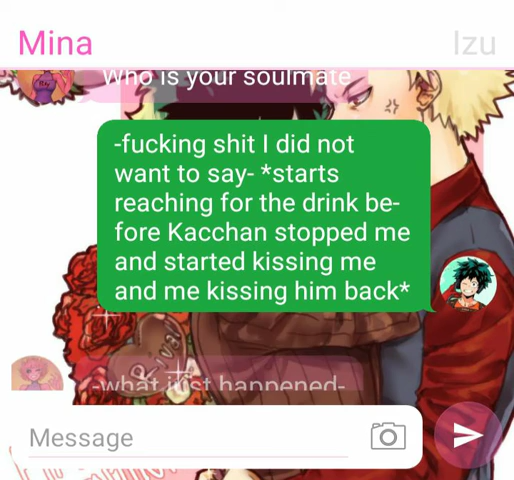 Mina
Izu
Who is your soulmate
-fucking shit I did not
want to say- *starts
reaching for the drink be-
fore Kacchan stopped me
and started kissing me
and me kissing him back*
Rival
-what just happened-
Message